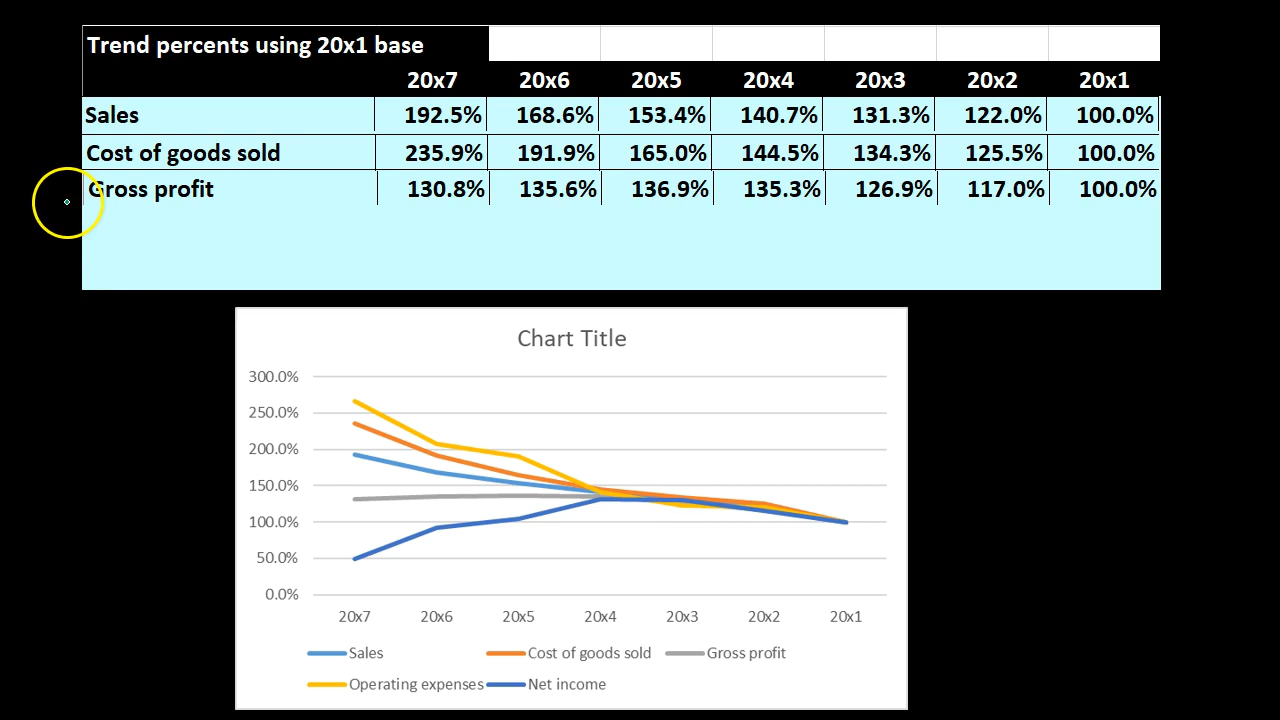 Trend percents using 20x1 base
20x7 20x6 20x5 20x4 20x3 20x2 20x1
Sales 192.5% 168.6% 153.4% 140.7% 131.3% 122.0% 100.0%
Cost of goods sold 235.9% 191.9% 165.0% 144.5% 134.3% 125.5% 100.0%
Gross profit 130.8% 135.6% 136.9% 135.3% 126.9% 117.0% 100.0%
Chart Title
300.0%
250.0%
200.0%
150.0%
100.0%
50.0%
0.0%
20x7 20x6 20x5 20x4 20x3 20x2 20x1
Sales Cost of goods sold Gross profit
Operating expenses Net income